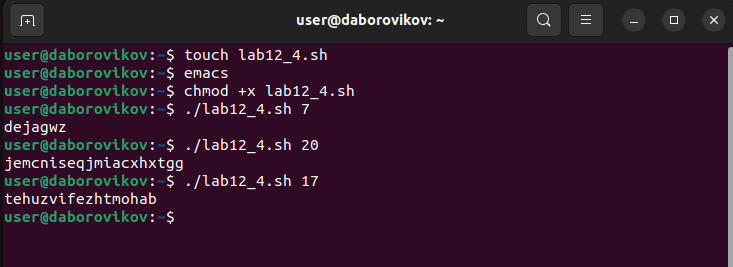 user@daborovikov: ~
user@daborovikov:~$ touch lab12_4.sh
user@daborovikov:~$ emacs
user@daborovikov:~$ chmod +x lab12_4.sh
user@daborovikov:~$ ./lab12_4.sh 7
dejagwz
user@daborovikov:~$ ./lab12_4.sh 20
jemcniseqjmiacxhxtgg
user@daborovikov:~$ ./lab12_4.sh 17
tehuzvifezhtmohab
user@daborovikov:~$